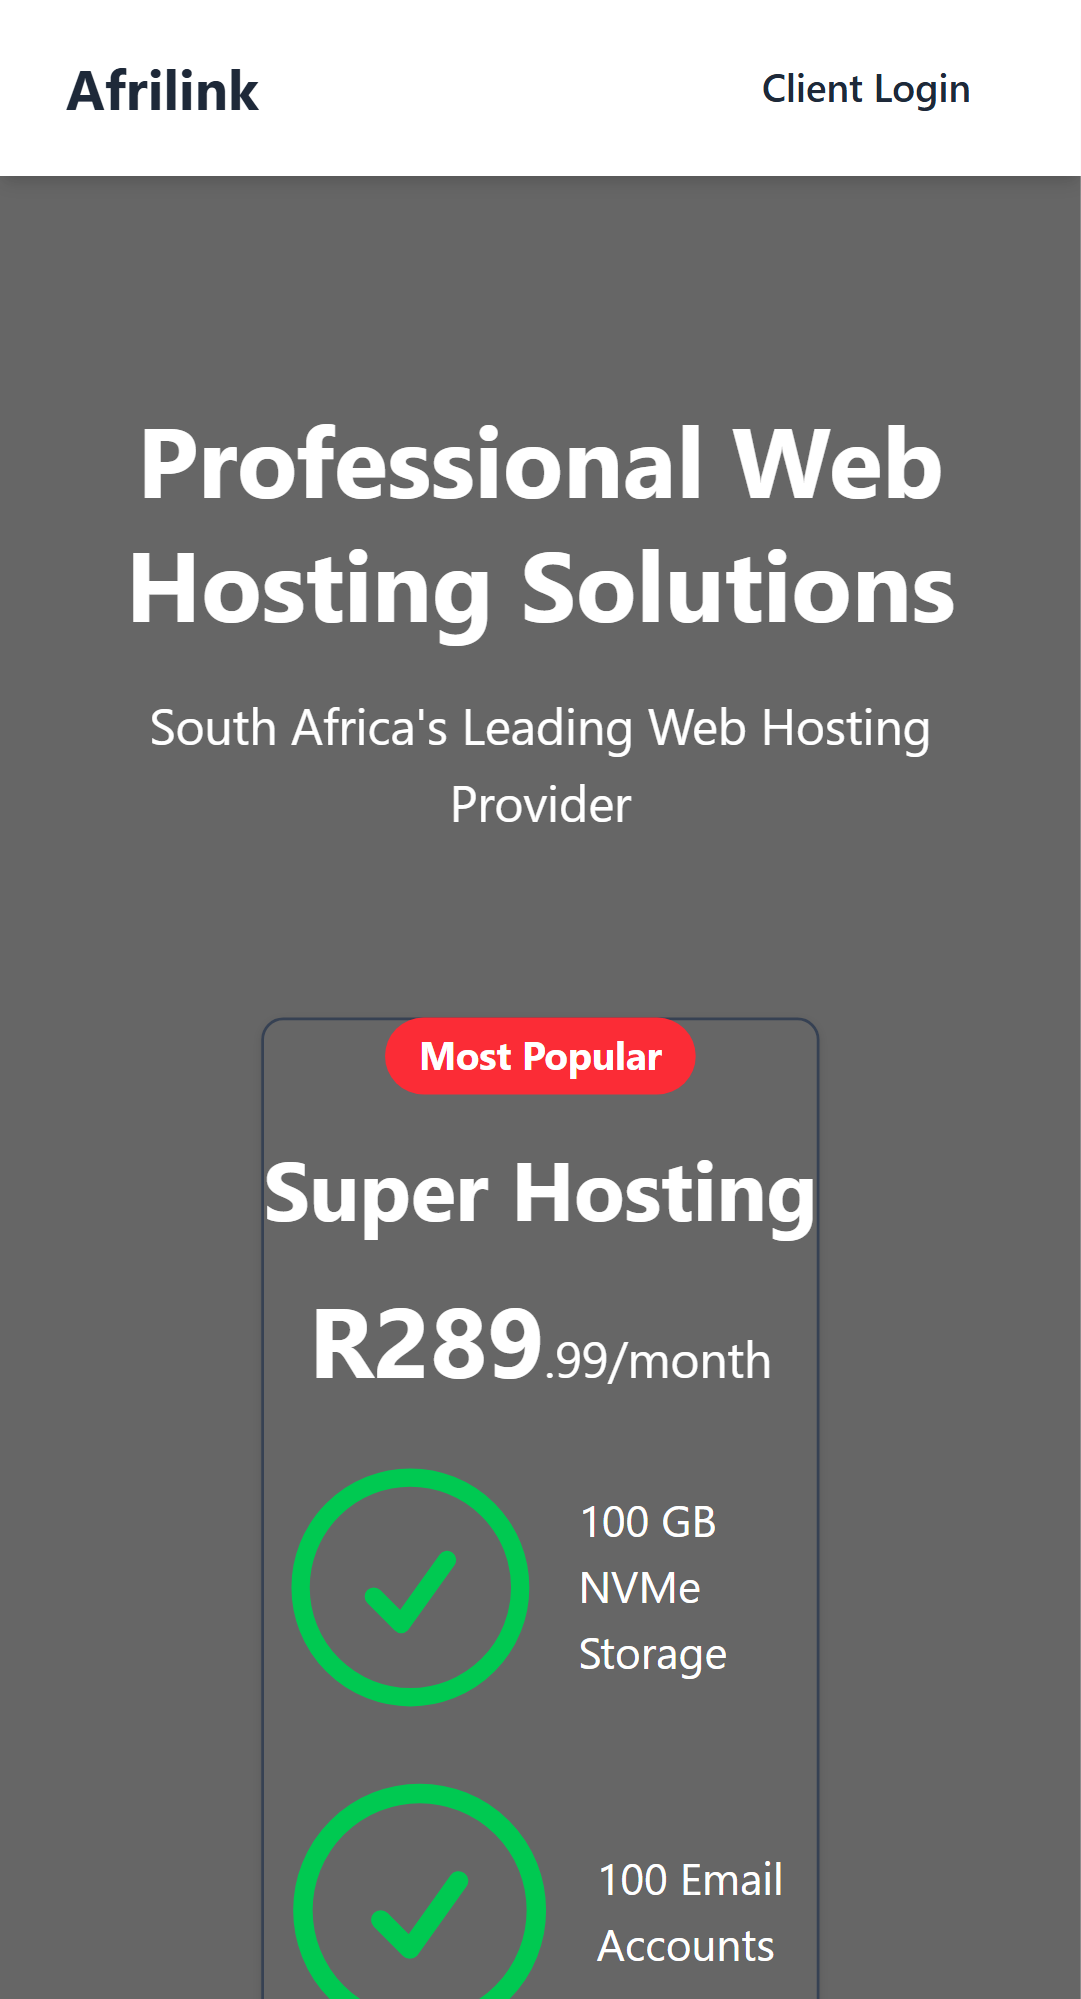 Afrilink
Client Login
Professional Web
Hosting Solutions
South Africa's Leading Web Hosting
Provider
Most Popular
Super Hosting
R289.99/month
100 GB
NVMe
Storage
100 Email
Accounts